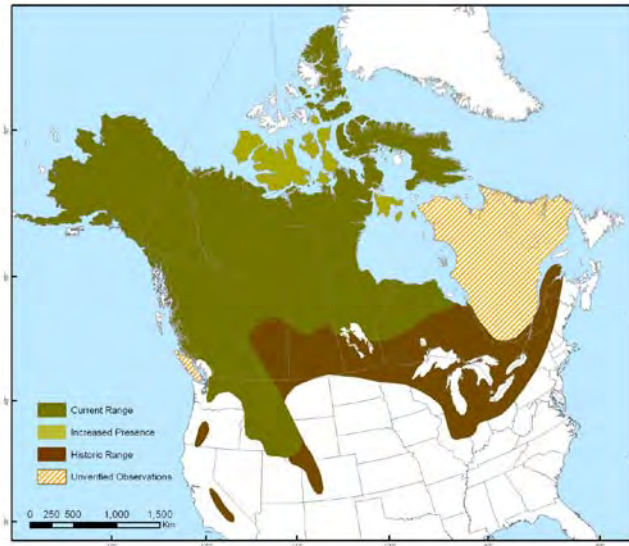 Current Range
Increased Presence
Historic Range
Unverified Observations
0 250 500 1,000 1,500
Km